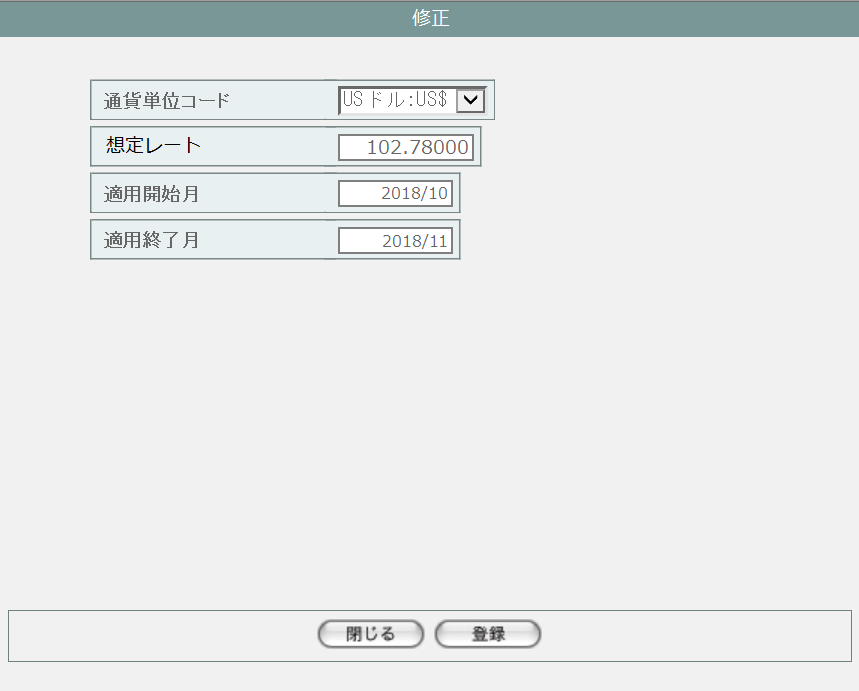 修正
通貨単位コード USドル:US$
想定レート 102.78000
適用開始月 2018/10
適用終了月 2018/11
閉じる 登録